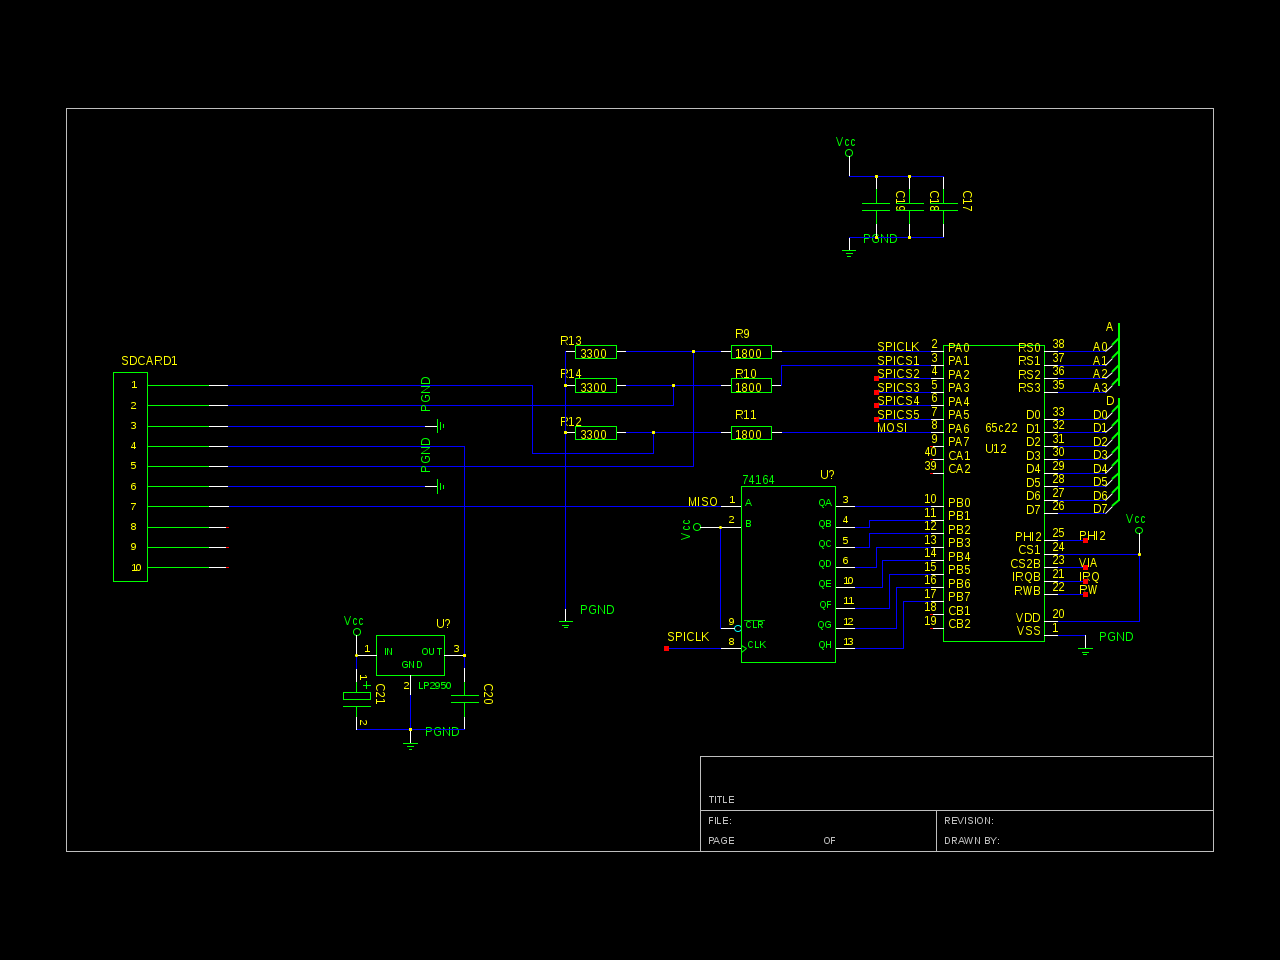 Vcc
C19
C18
C17
PGND
SDCARD1
1
2
3
4
5
6
7
8
9
10
PGND
PGND
R13
3300
R14
3300
R12
3300
R9
1800
R10
1800
R11
1800
SPICLK
SPICS1
SPICS2
SPICS3
SPICS4
SPICS5
MOSI
2 PA0
3 PA1
4 PA2
5 PA3
6 PA4
7 PA5
8 PA6
9 PA7
40 CA1
39 CA2
10 PB0
11 PB1
12 PB2
13 PB3
14 PB4
15 PB5
16 PB6
17 PB7
18 CB1
19 CB2
65c22
U12
RS0 38 A0
RS1 37 A1
RS2 36 A2
RS3 35 A3
D0 33 D0
D1 32 D1
D2 31 D2
D3 30 D3
D4 29 D4
D5 28 D5
D6 27 D6
D7 26 D7
A
D
PHI2 25 PHI2
CS1 24
CS2B 23 VIA
IRQB 21 IRQ
RWB 22 RW
VDD 20
VSS 1
Vcc
PGND
74164
U?
MISO 1 A
Vcc 2 B
9 CLR
SPICLK 8 CLK
QA 3
QB 4
QC 5
QD 6
QE 10
QF 11
QG 12
QH 13
PGND
Vcc
U?
1 IN OUT 3
GND
2 LP2950
1
+
C21
2
C20
PGND
TITLE
FILE:
REVISION:
PAGE OF
DRAWN BY: